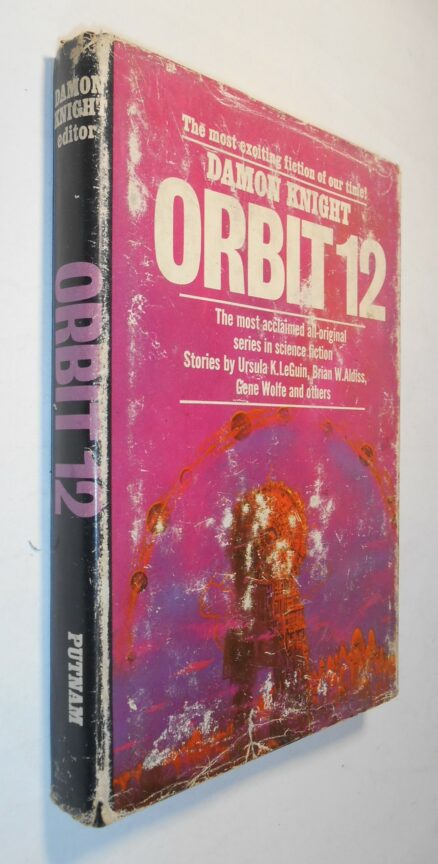 DAMON
KNIGHT
editor
ORBIT 12
PUTNAM
The most exciting fiction of our time!
DAMON KNIGHT
ORBIT 12
The most acclaimed all-original
series in science fiction
Stories by Ursula K.LeGuin, Brian W.Aldiss,
Gene Wolfe and others